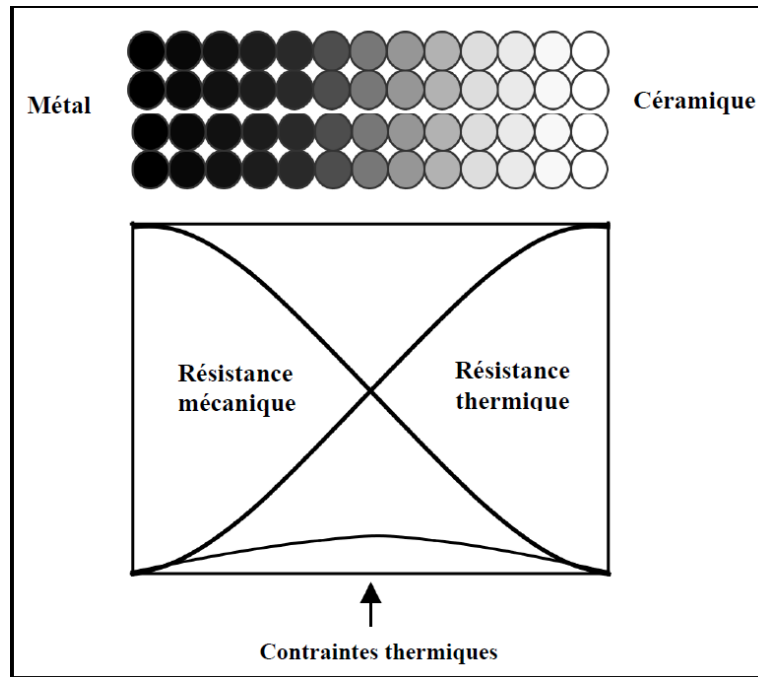 Métal
Céramique
Résistance
mécanique
Résistance
thermique
Contraintes thermiques